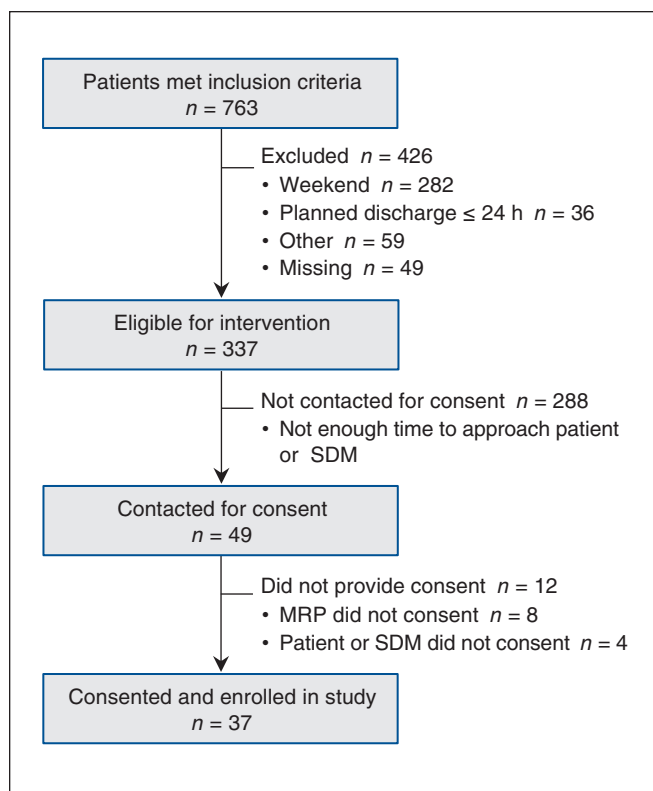 Patients met inclusion criteria
n = 763
Excluded n = 426
• Weekend n = 282
• Planned discharge ≤ 24 h n = 36
• Other n = 59
• Missing n = 49
Eligible for intervention
n = 337
Not contacted for consent n = 288
• Not enough time to approach patient
or SDM
Contacted for consent
n = 49
Did not provide consent n = 12
• MRP did not consent n = 8
• Patient or SDM did not consent n = 4
Consented and enrolled in study
n = 37